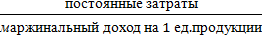 постоянные затраты
маржинальный доход на 1 ед.продукции